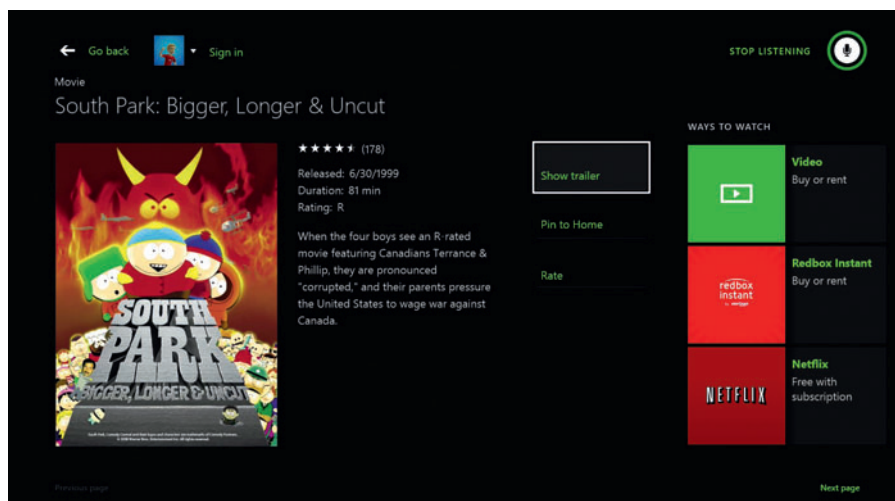 Go back
Sign in
STOP LISTENING
Movie
South Park: Bigger, Longer & Uncut
WAYS TO WATCH
(178)
Released: 6/30/1999
Duration: 81 min
Rating: R
When the four boys see an R-rated
movie featuring Canadians Terrance &
Phillip, they are pronounced
"corrupted," and their parents pressure
the United States to wage war against
Canada.
Show trailer
Pin to Home
Rate
Video
Buy or rent
redbox
instant
by verizon
Redbox Instant
Buy or rent
NETFLIX
Netflix
Free with
subscription
SOUTH
PARK
BIGGER, LONGER & UNCUT
Previous page
Next page